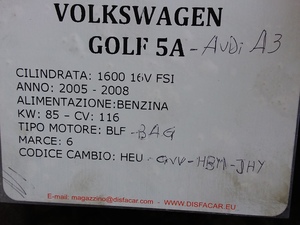 VOLKSWAGEN
GOLF 5A - AUDI A3
CILINDRATA: 1600 16V FSI
ANNO: 2005 - 2008
ALIMENTAZIONE:BENZINA
KW: 85 - CV: 116
TIPO MOTORE: BLF - BAG
MARCE: 6
CODICE CAMBIO: HEU - GVV - HBM - JHY
E-mail: magazzino@disfacar.com - WWW.DISFACAR.EU